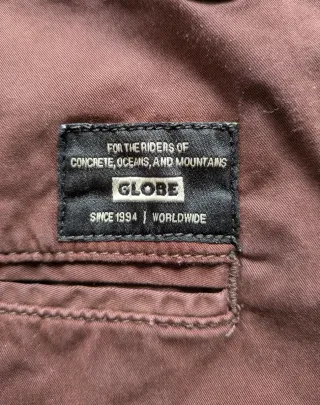 FOR THE RIDERS OF
CONCRETE, OCEANS, AND MOUNTAINS
GLOBE
SINCE 1994 | WORLDWIDE